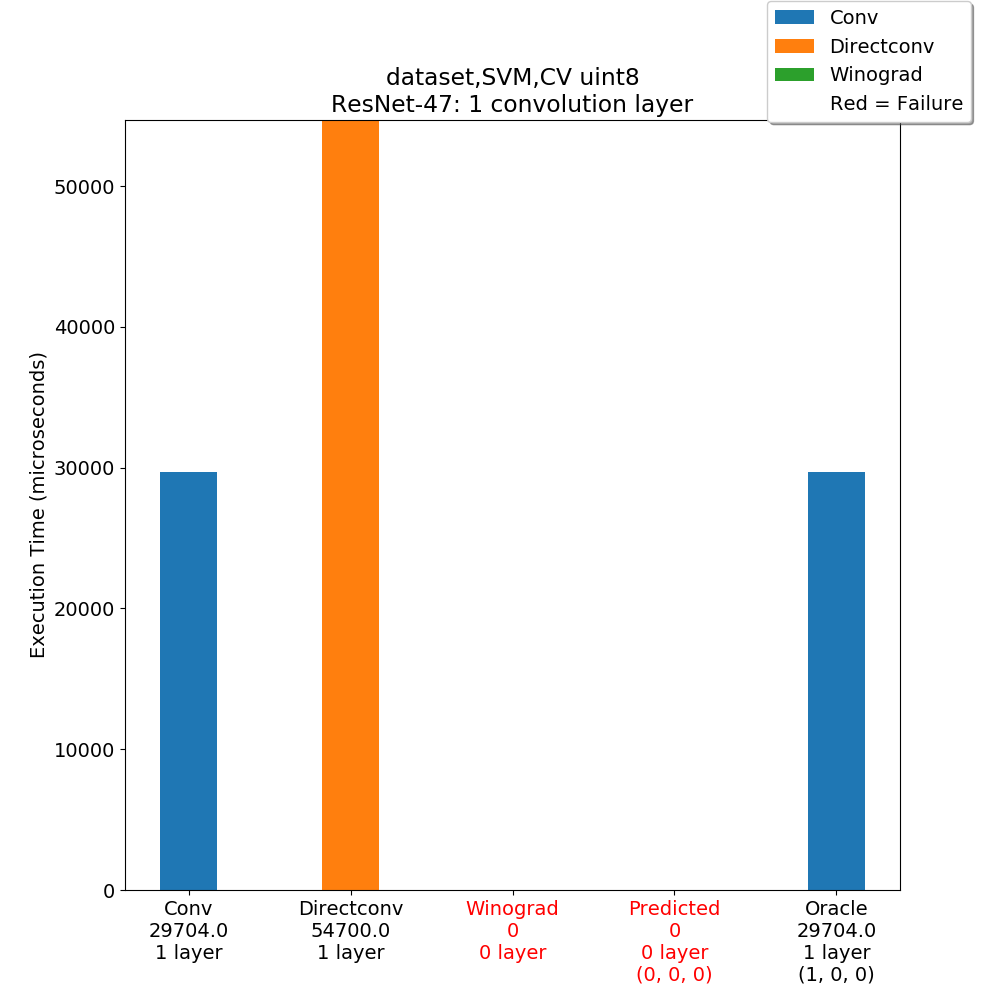 Conv
Directconv
Winograd
Red = Failure
dataset,SVM,CV uint8
ResNet-47: 1 convolution layer
Execution Time (microseconds)
50000
40000
30000
20000
10000
0
Conv
29704.0
1 layer
Directconv
54700.0
1 layer
Winograd
0
0 layer
Predicted
0
0 layer
(0, 0, 0)
Oracle
29704.0
1 layer
(1, 0, 0)